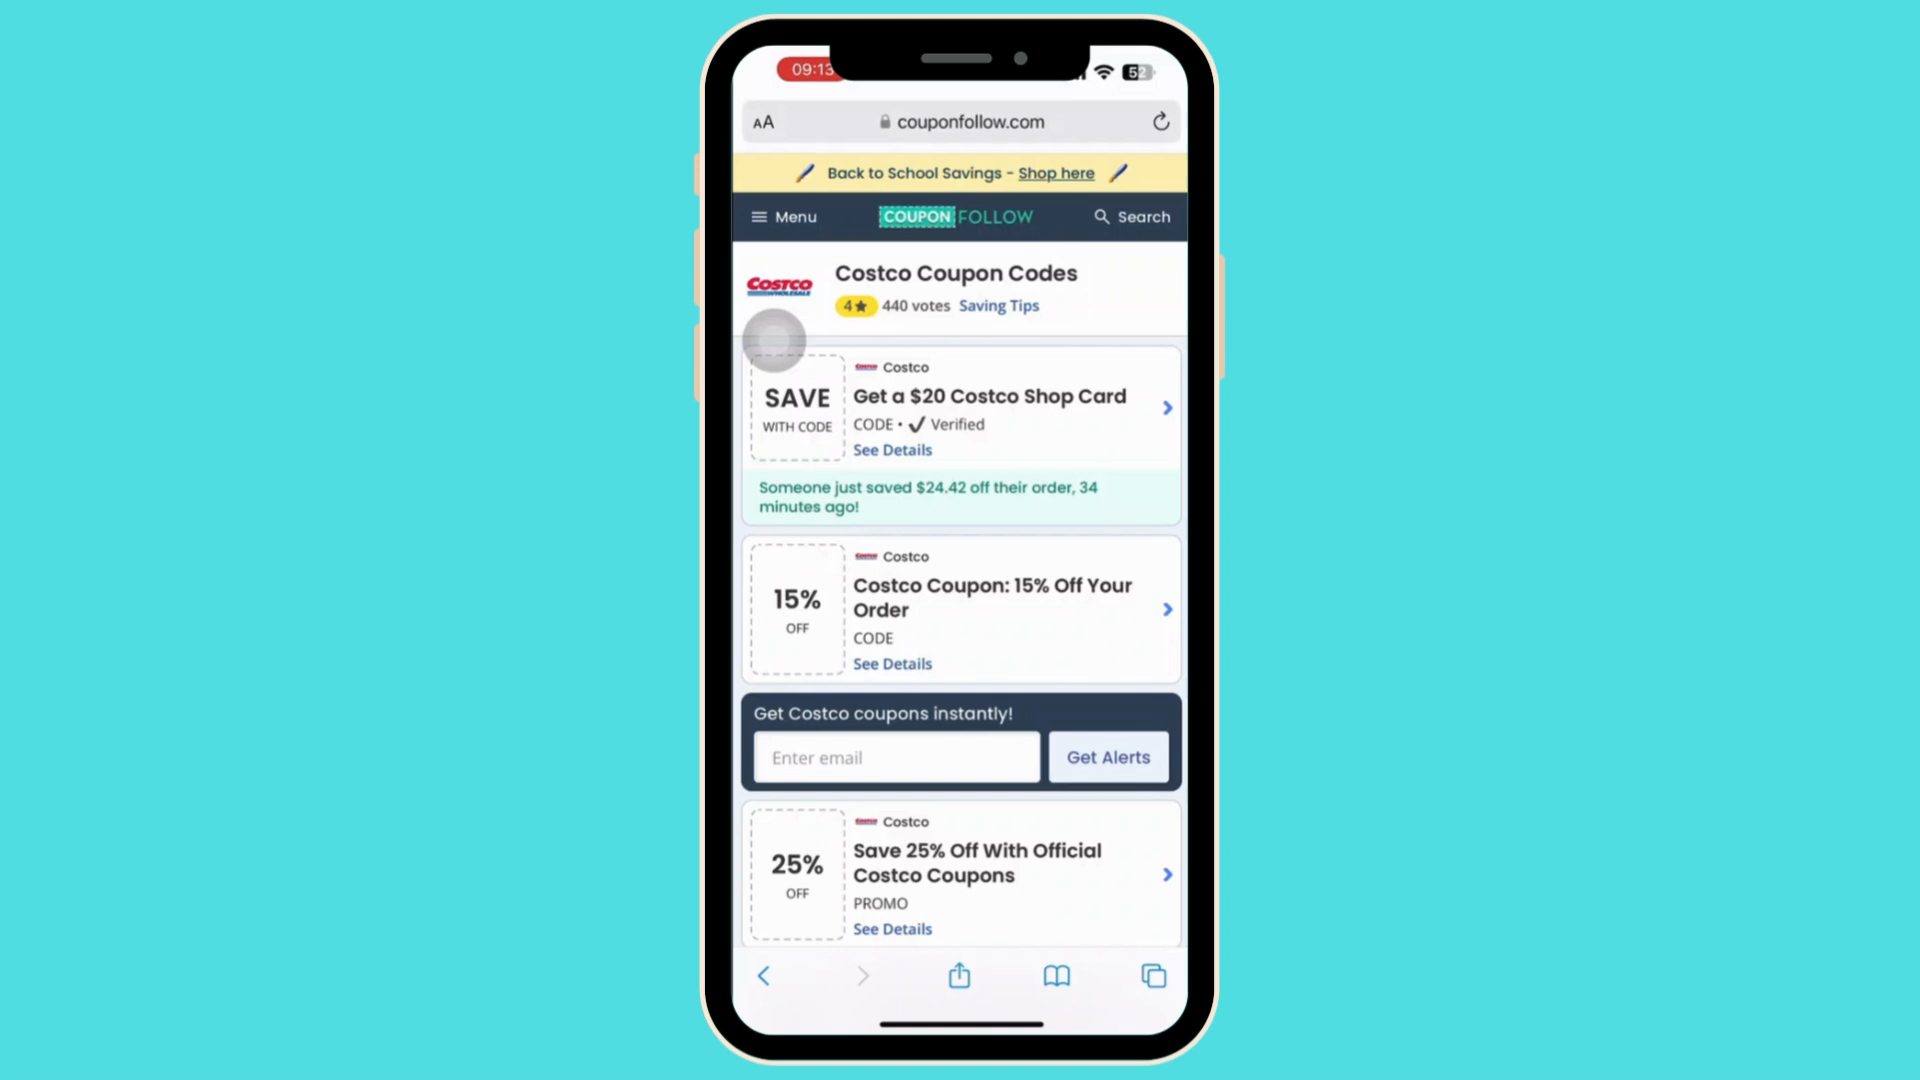 09:13
52
AA
couponfollow.com
Back to School Savings - Shop here
Menu
COUPONFOLLOW
Search
COSTCO
WHOLESALE
Costco Coupon Codes
4★ 440 votes Saving Tips
SAVE
WITH CODE
Costco
Get a $20 Costco Shop Card
CODE • ✓ Verified
See Details
Someone just saved $24.42 off their order, 34
minutes ago!
15%
OFF
Costco
Costco Coupon: 15% Off Your
Order
CODE
See Details
Get Costco coupons instantly!
Enter email
Get Alerts
25%
OFF
Costco
Save 25% Off With Official
Costco Coupons
PROMO
See Details